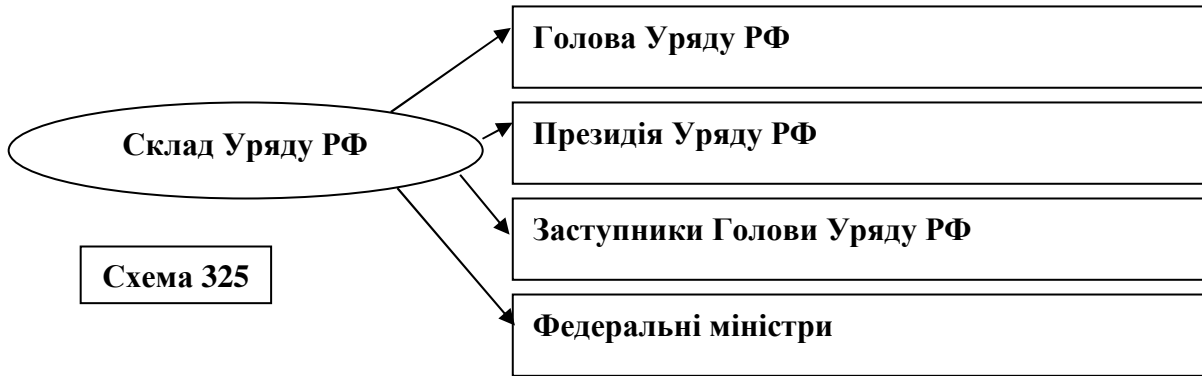 Голова Уряду РФ
Склад Уряду РФ
Президія Уряду РФ
Заступники Голови Уряду РФ
Схема 325
Федеральні міністри